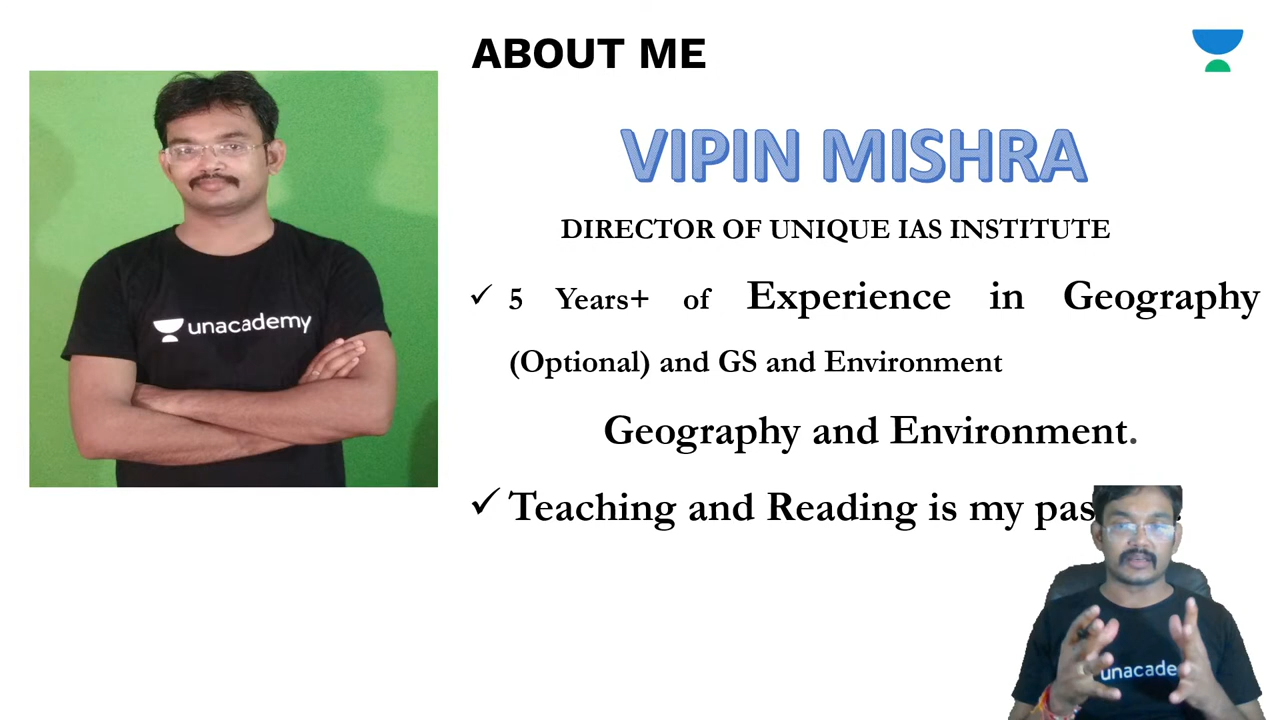 ABOUT ME
VIPIN MISHRA
DIRECTOR OF UNIQUE IAS INSTITUTE
5 Years+ of Experience in Geography
(Optional) and GS and Environment
Geography and Environment.
Teaching and Reading is my
unacademy